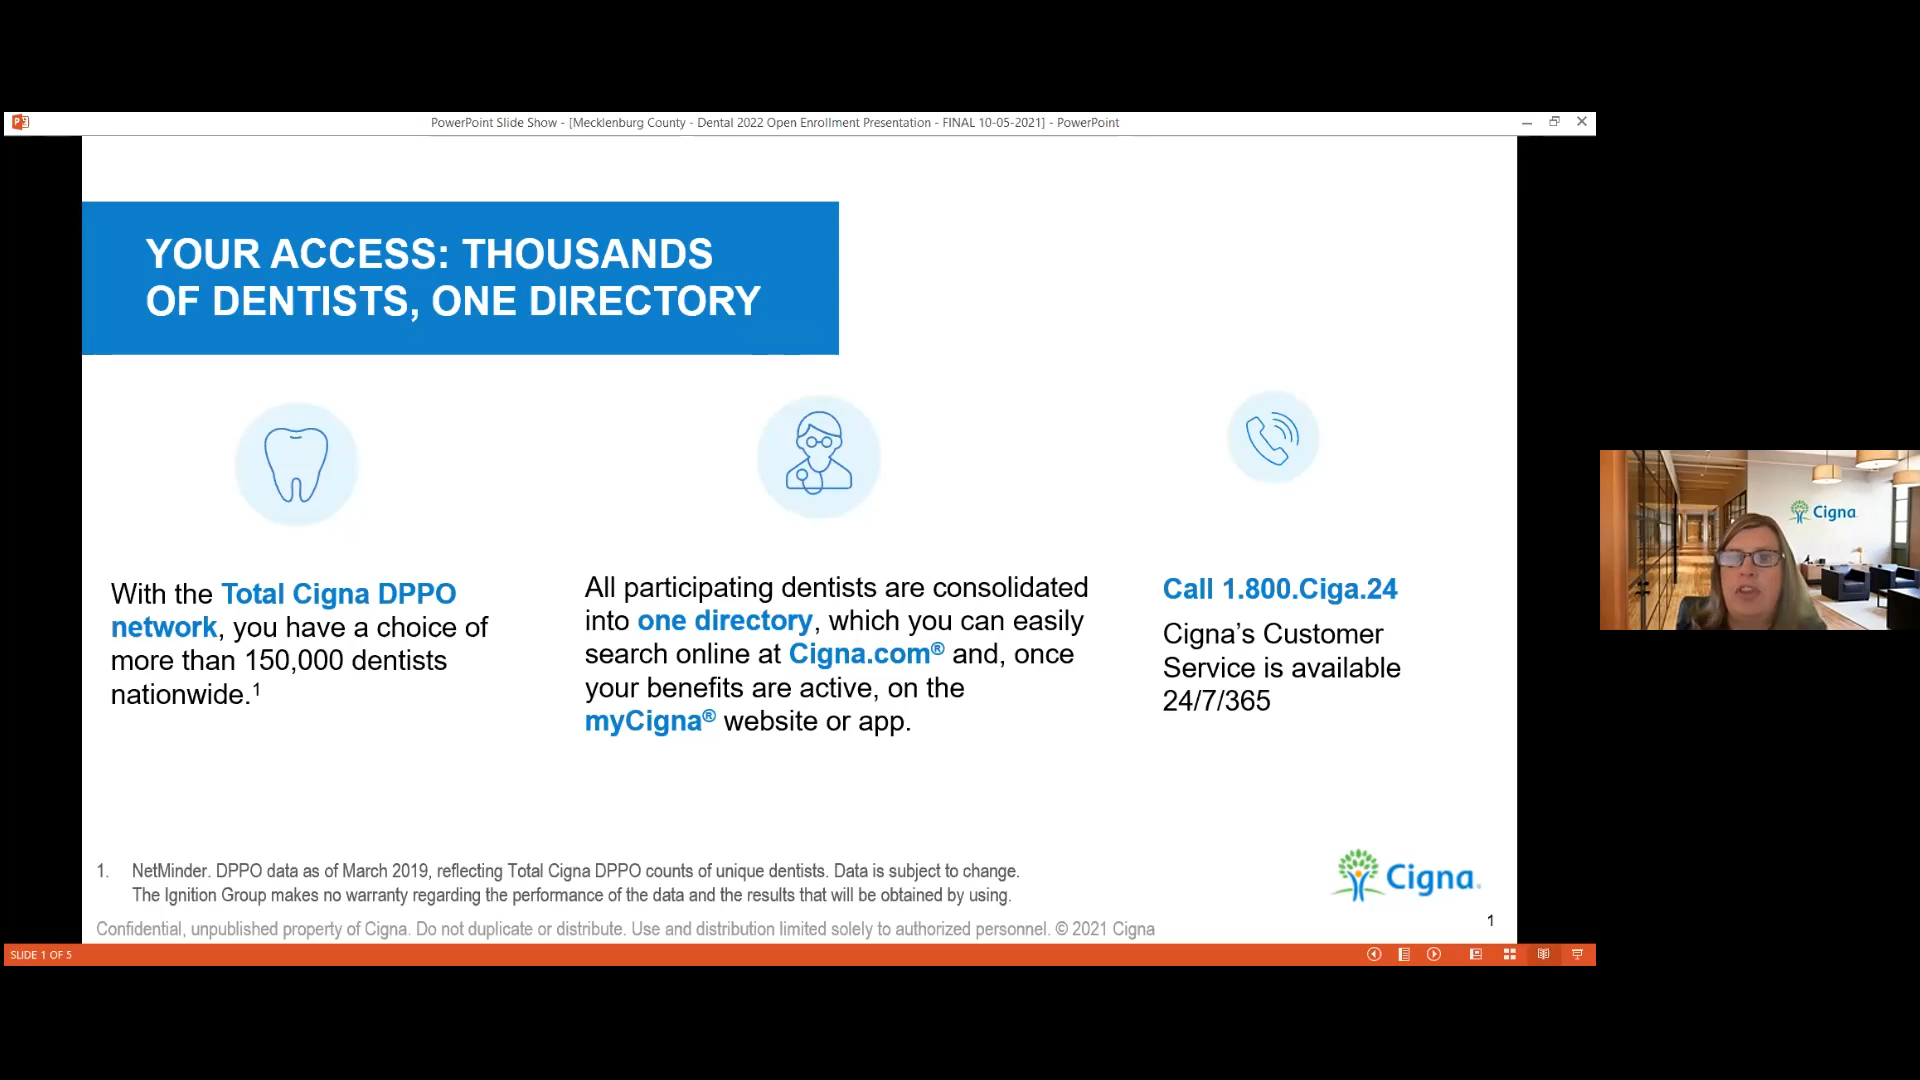 PowerPoint Slide Show - [Mecklenburg County - Dental 2022 Open Enrollment Presentation - FINAL 10-05-2021] - PowerPoint
YOUR ACCESS: THOUSANDS
OF DENTISTS, ONE DIRECTORY
With the Total Cigna DPPO
network, you have a choice of
more than 150,000 dentists
nationwide.¹
All participating dentists are consolidated
into one directory, which you can easily
search online at Cigna.com® and, once
your benefits are active, on the
myCigna® website or app.
Call 1.800.Ciga.24
Cigna’s Customer
Service is available
24/7/365
1. NetMinder. DPPO data as of March 2019, reflecting Total Cigna DPPO counts of unique dentists. Data is subject to change.
The Ignition Group makes no warranty regarding the performance of the data and the results that will be obtained by using.
Confidential, unpublished property of Cigna. Do not duplicate or distribute. Use and distribution limited solely to authorized personnel. © 2021 Cigna
Cigna
1
SLIDE 1 OF 5
Cigna